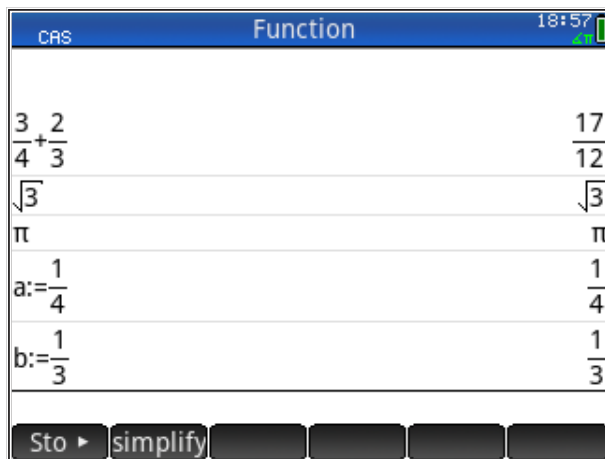 CAS Function 18:57 ∡π
3/4+2/3 17/12
√3 √3
π π
a:=1/4 1/4
b:=1/3 1/3
Sto ▸ simplify